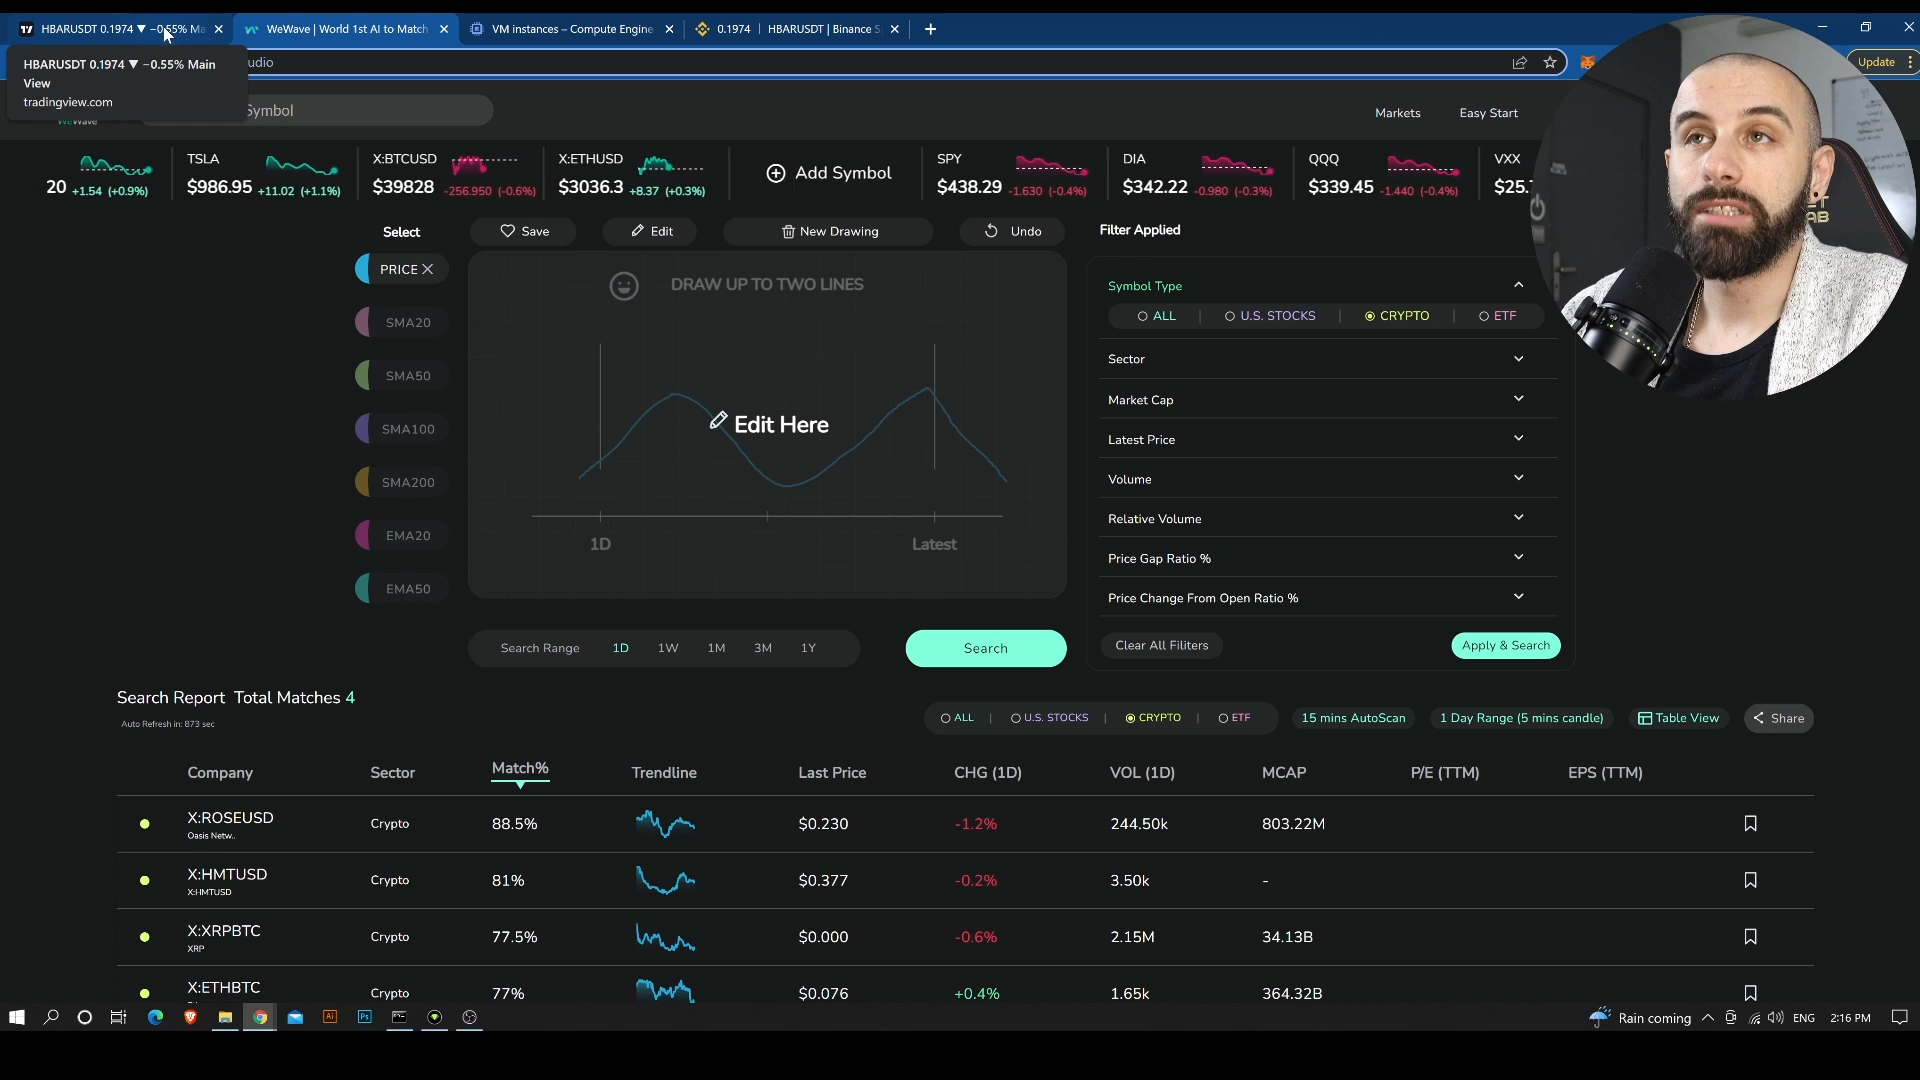 HBARUSDT 0.1974 ▼ −0.55% Ma
WeWave | World 1st AI to Match
VM instances – Compute Engine
0.1974 | HBARUSDT | Binance S
HBARUSDT 0.1974 ▼ −0.55% Main
View
tradingview.com
udio
Update
Symbol
WeWave
Markets
Easy Start
20 +1.54 (+0.9%)
TSLA
$986.95 +11.02 (+1.1%)
X:BTCUSD
$39828 -256.950 (-0.6%)
X:ETHUSD
$3036.3 +8.37 (+0.3%)
Add Symbol
SPY
$438.29 -1.630 (-0.4%)
DIA
$342.22 -0.980 (-0.3%)
QQQ
$339.45 -1.440 (-0.4%)
VXX
$25.
Select
Save
Edit
New Drawing
Undo
Filter Applied
PRICE
SMA20
SMA50
SMA100
SMA200
EMA20
EMA50
DRAW UP TO TWO LINES
Edit Here
1D
Latest
Symbol Type
ALL
U.S. STOCKS
CRYPTO
ETF
Sector
Market Cap
Latest Price
Volume
Relative Volume
Price Gap Ratio %
Price Change From Open Ratio %
Clear All Filiters
Apply & Search
Search Range 1D 1W 1M 3M 1Y
Search
Search Report Total Matches 4
Auto Refresh in: 873 sec
ALL | U.S. STOCKS | CRYPTO | ETF
15 mins AutoScan
1 Day Range (5 mins candle)
Table View
Share
Company Sector Match% Trendline Last Price CHG (1D) VOL (1D) MCAP P/E (TTM) EPS (TTM)
X:ROSEUSD Crypto 88.5% $0.230 -1.2% 244.50k 803.22M
Oasis Netw..
X:HMTUSD Crypto 81% $0.377 -0.2% 3.50k -
X:HMTUSD
X:XRPBTC Crypto 77.5% $0.000 -0.6% 2.15M 34.13B
XRP
X:ETHBTC Crypto 77% $0.076 +0.4% 1.65k 364.32B
Rain coming
ENG
2:16 PM